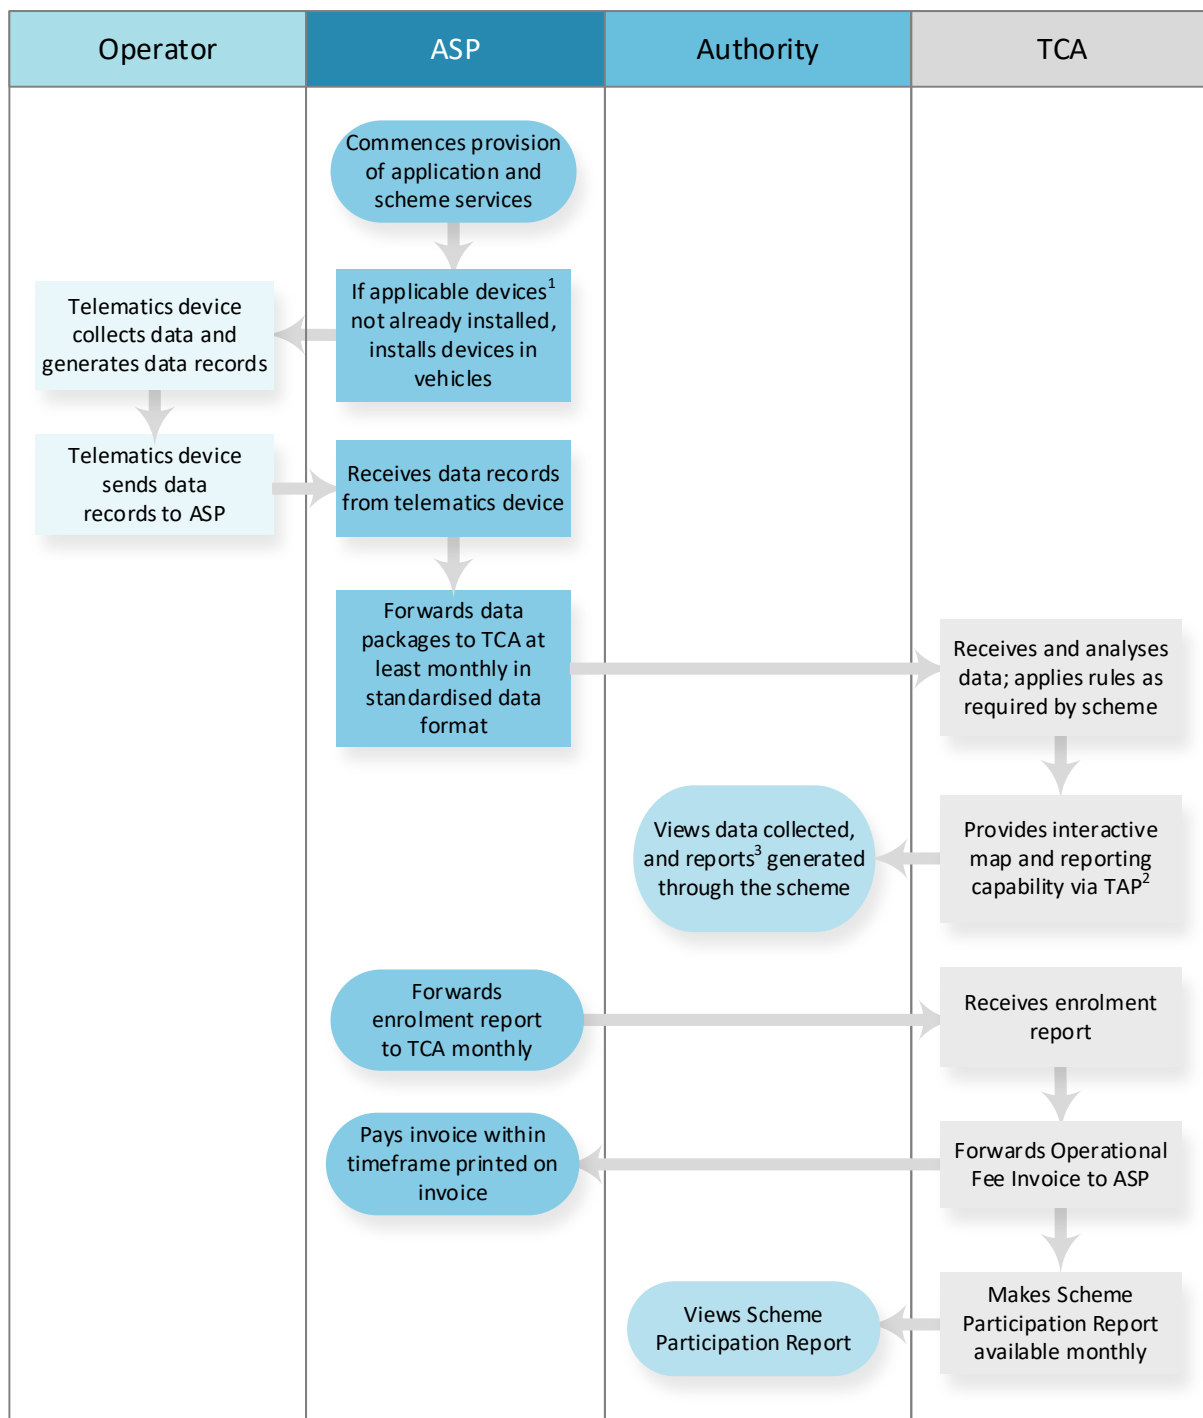 Operator
ASP
Authority
TCA
Commences provision
of application and
scheme services
If applicable devices¹
not already installed,
installs devices in
vehicles
Telematics device
collects data and
generates data records
Telematics device
sends data
records to ASP
Receives data records
from telematics device
Forwards data
packages to TCA at
least monthly in
standardised data
format
Receives and analyses
data; applies rules as
required by scheme
Provides interactive
map and reporting
capability via TAP²
Views data collected,
and reports³ generated
through the scheme
Forwards
enrolment report
to TCA monthly
Receives enrolment
report
Forwards Operational
Fee Invoice to ASP
Pays invoice within
timeframe printed on
invoice
Makes Scheme
Participation Report
available monthly
Views Scheme
Participation Report